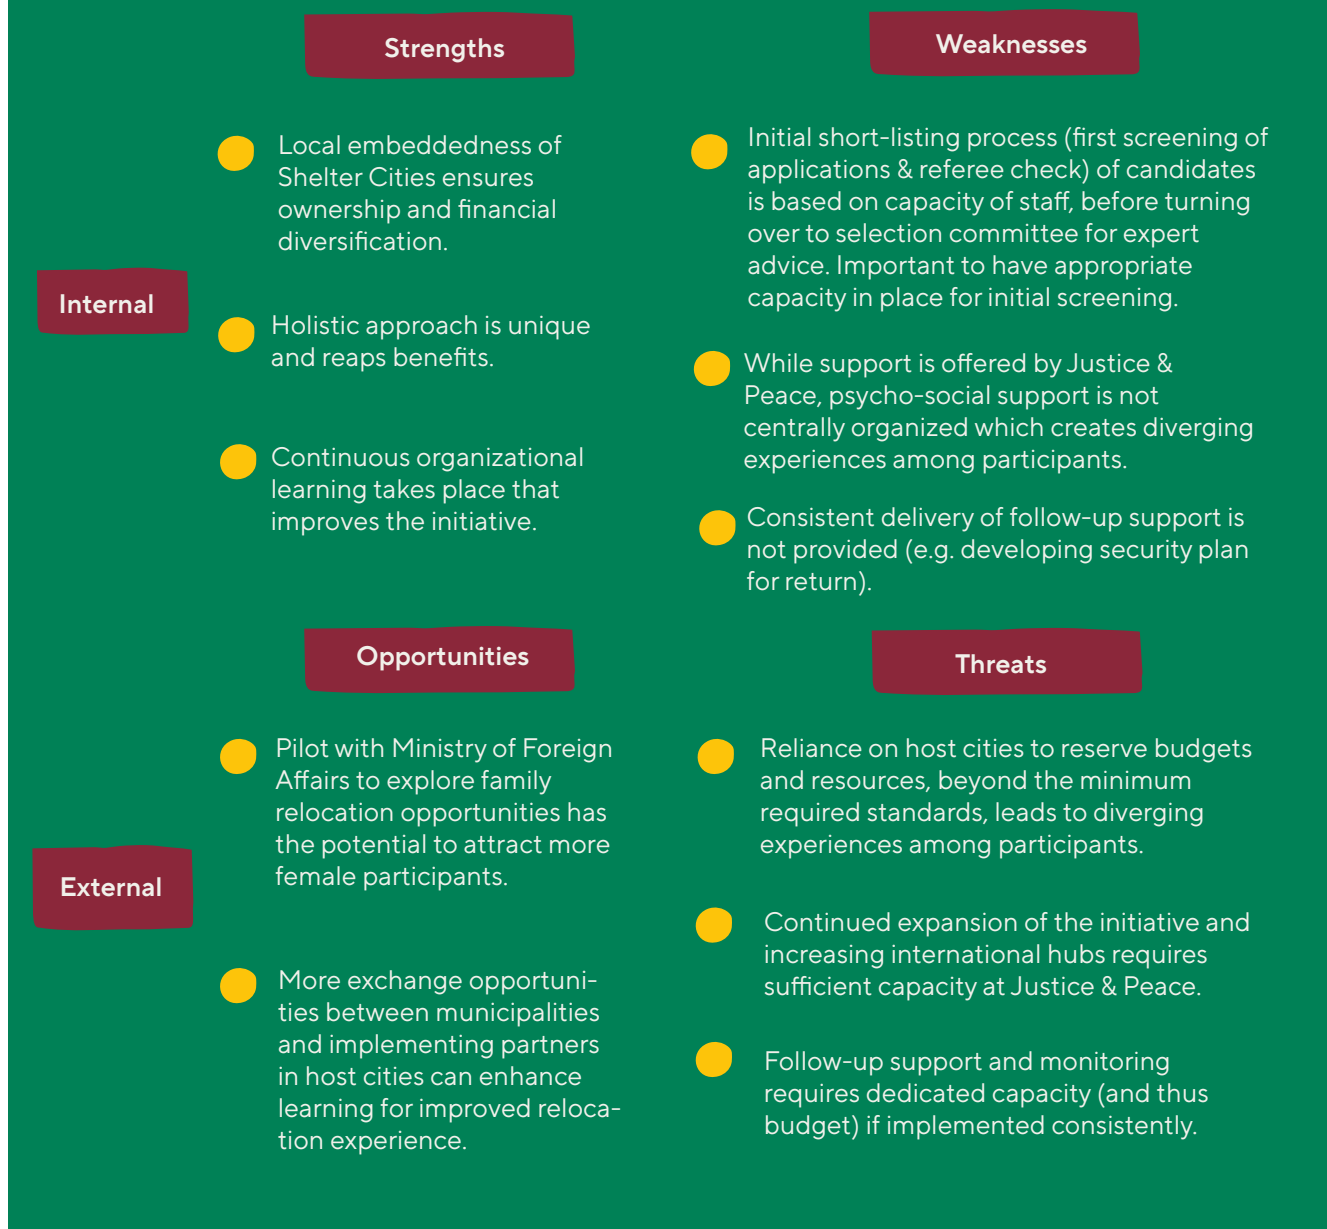 Strengths
Local embeddedness of
Shelter Cities ensures
ownership and financial
diversification.
Holistic approach is unique
and reaps benefits.
Continuous organizational
learning takes place that
improves the initiative.
Weaknesses
Initial short-listing process (first screening of
applications & referee check) of candidates
is based on capacity of staff, before turning
over to selection committee for expert
advice. Important to have appropriate
capacity in place for initial screening.
While support is offered by Justice &
Peace, psycho-social support is not
centrally organized which creates diverging
experiences among participants.
Consistent delivery of follow-up support is
not provided (e.g. developing security plan
for return).
Internal
Opportunities
Pilot with Ministry of Foreign
Affairs to explore family
relocation opportunities has
the potential to attract more
female participants.
More exchange opportuni-
ties between municipalities
and implementing partners
in host cities can enhance
learning for improved reloca-
tion experience.
Threats
Reliance on host cities to reserve budgets
and resources, beyond the minimum
required standards, leads to diverging
experiences among participants.
Continued expansion of the initiative and
increasing international hubs requires
sufficient capacity at Justice & Peace.
Follow-up support and monitoring
requires dedicated capacity (and thus
budget) if implemented consistently.
External